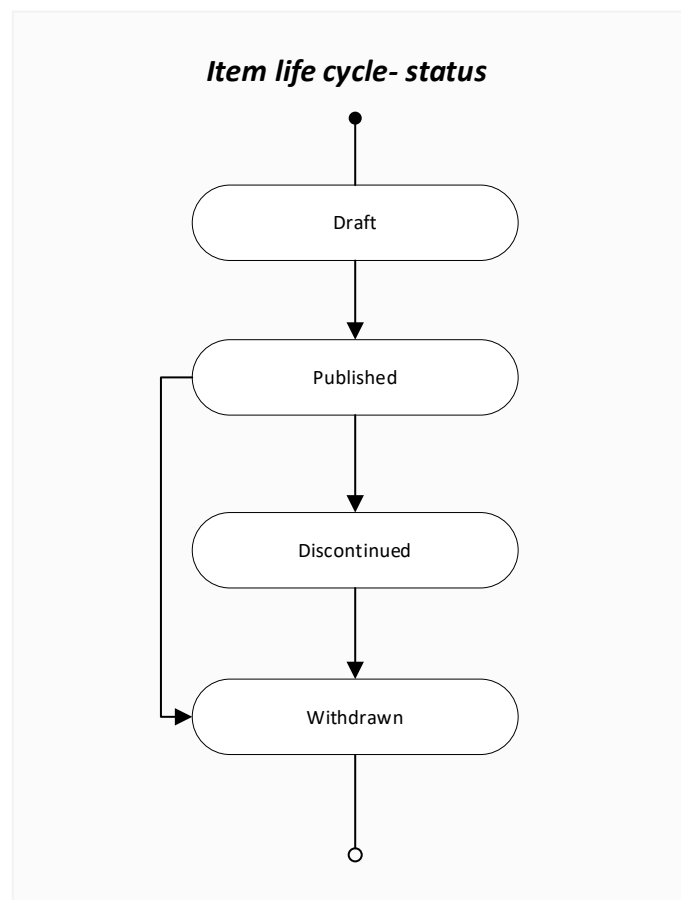 Item life cycle- status
Draft
Published
Discontinued
Withdrawn